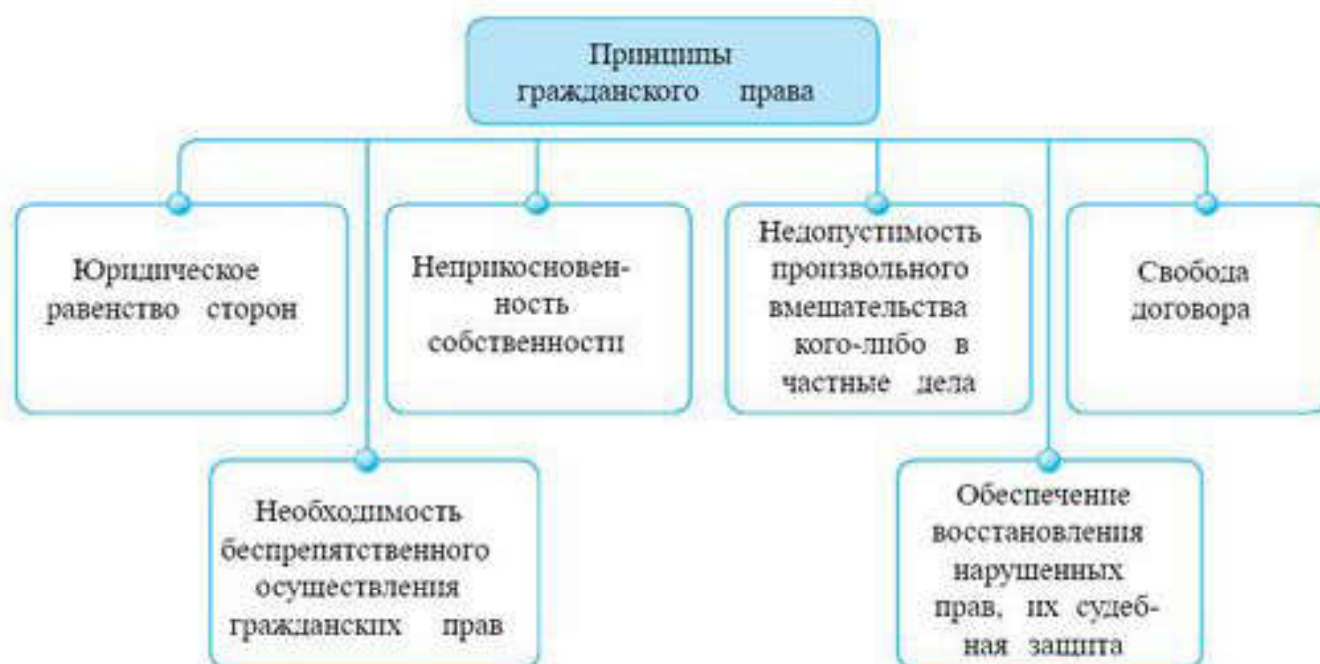 Принципы
гражданского права
Юридическое
равенство сторон
Неприкосновен-
ность
собственности
Недопустимость
произвольного
вмешательства
кого-либо в
частные дела
Свобода
договора
Необходимость
беспрепятственного
осуществления
гражданских прав
Обеспечение
восстановления
нарушенных
прав, их судеб-
ная защита